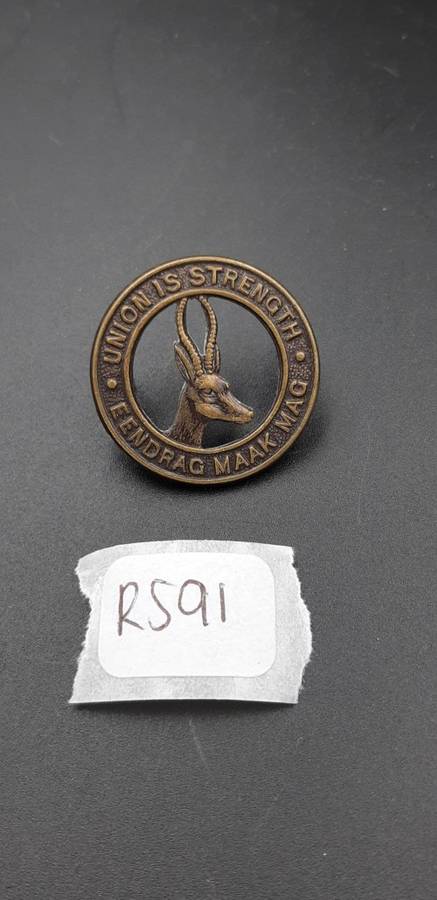 UNION IS STRENGTH
EENDRAG MAAK MAG
R591